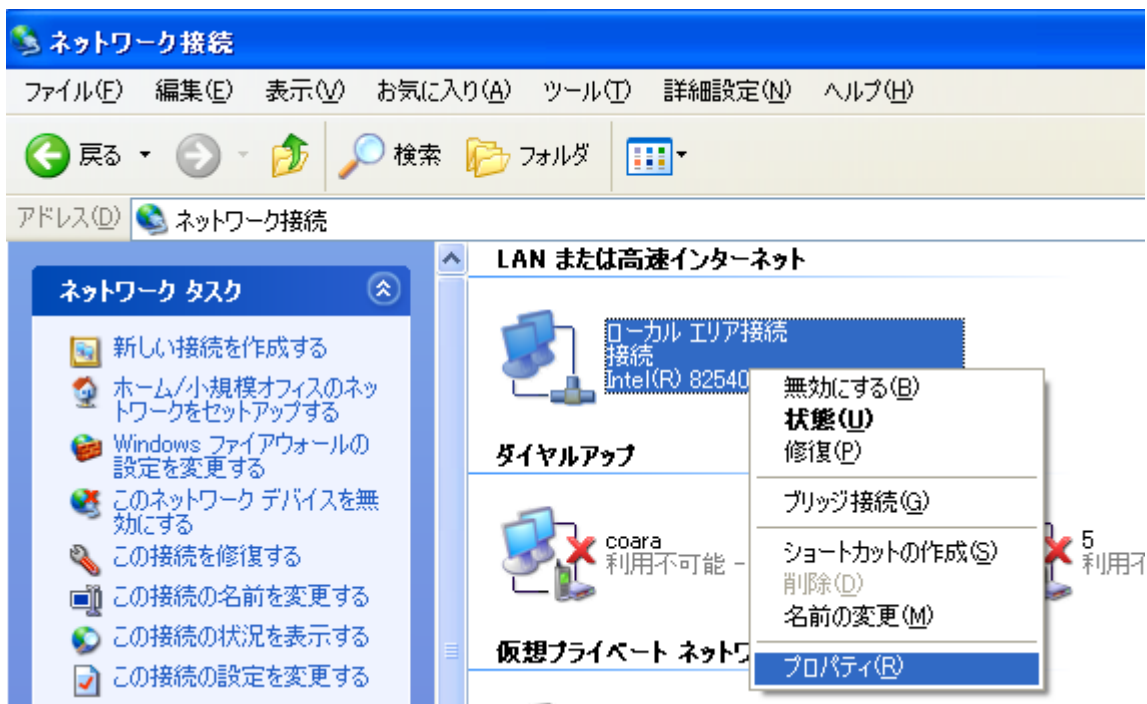 ネットワーク接続
ファイル(F) 編集(E) 表示(V) お気に入り(A) ツール(T) 詳細設定(N) ヘルプ(H)
戻る 検索 フォルダ
アドレス(D) ネットワーク接続
ネットワーク タスク
新しい接続を作成する
ホーム/小規模オフィスのネッ
トワークをセットアップする
Windows ファイアウォールの
設定を変更する
このネットワーク デバイスを無
効にする
この接続を修復する
この接続の名前を変更する
この接続の状況を表示する
この接続の設定を変更する
LAN または高速インターネット
ローカル エリア接続
接続
Intel(R) 82540
ダイヤルアップ
coara
利用不可能 -
5
利用不
仮想プライベート ネットワ
無効にする(B)
状態(U)
修復(P)
ブリッジ接続(G)
ショートカットの作成(S)
削除(D)
名前の変更(M)
プロパティ(R)